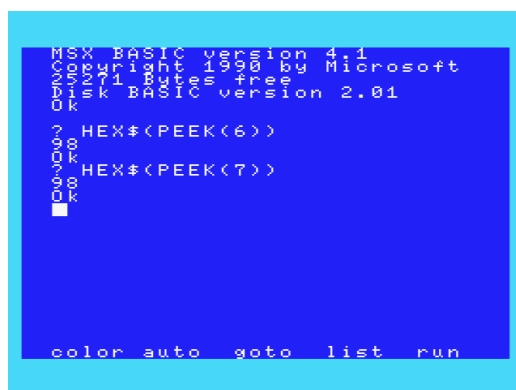 MSX BASIC version 4.1
Copyright 1990 by Microsoft
25271 Bytes free
Disk BASIC version 2.01
Ok
? HEX$(PEEK(6))
98
Ok
? HEX$(PEEK(7))
98
Ok
color auto goto list run